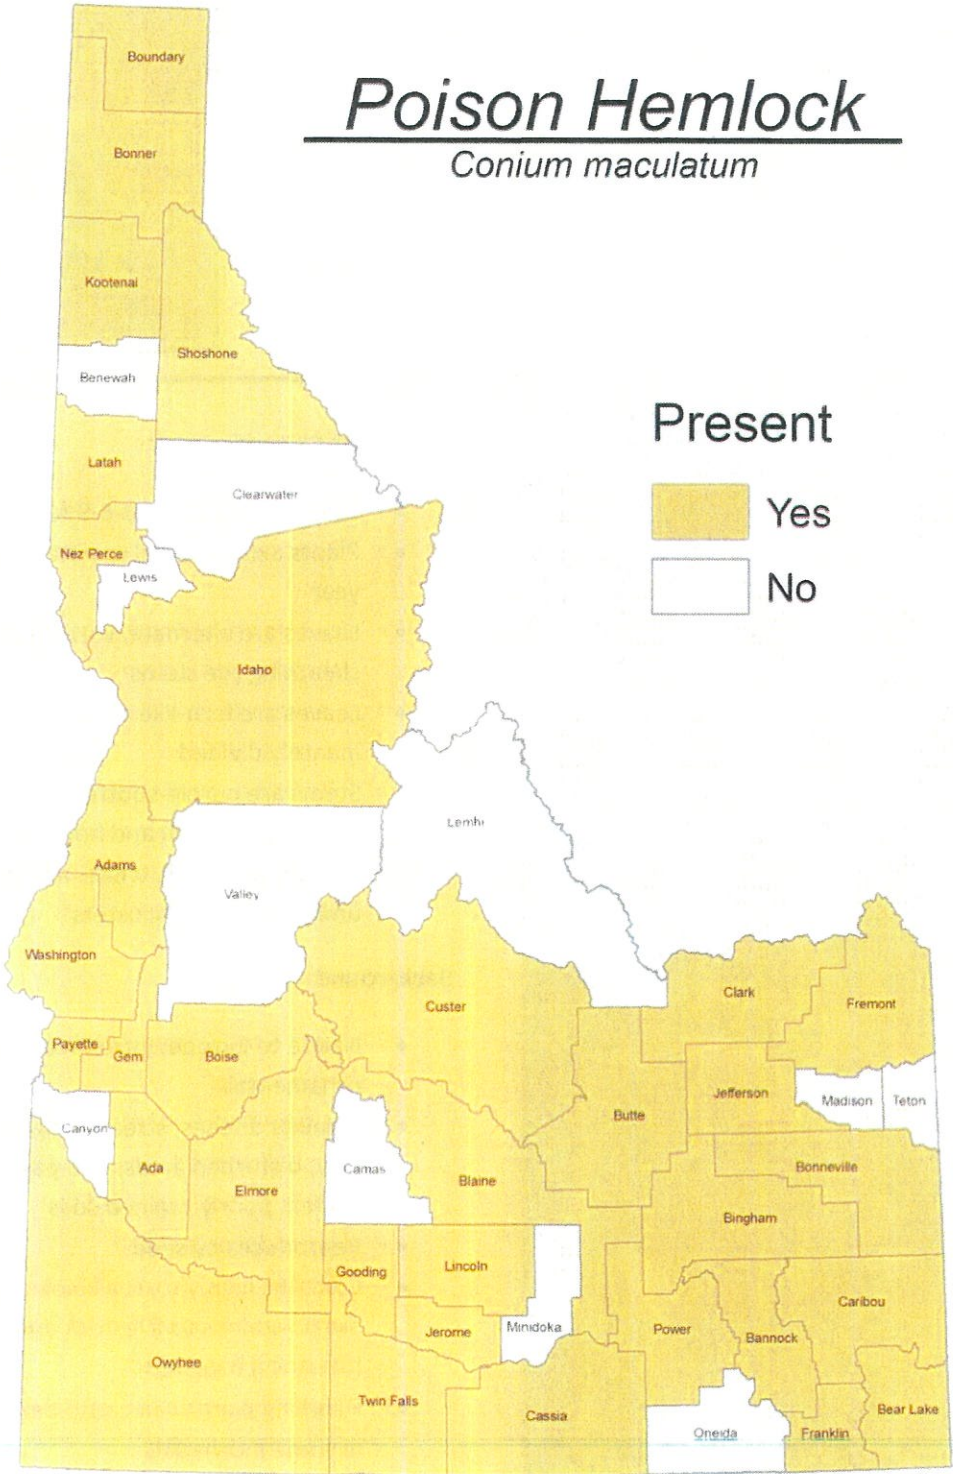 Boundary
Poison Hemlock
Conium maculatum
Bonner
Kootenai
Shoshone
Benewah
Present
Yes
No
Latah
Clearwater
Nez Perce
Lewis
Idaho
Lemhi
Adams
Valley
Washington
Custer
Clark
Fremont
Payette
Gem
Boise
Butte
Jefferson
Madison
Teton
Canyon
Ada
Elmore
Camas
Blaine
Bonneville
Bingham
Gooding
Lincoln
Caribou
Jerome
Minidoka
Power
Bannock
Owyhee
Twin Falls
Cassia
Oneida
Franklin
Bear Lake